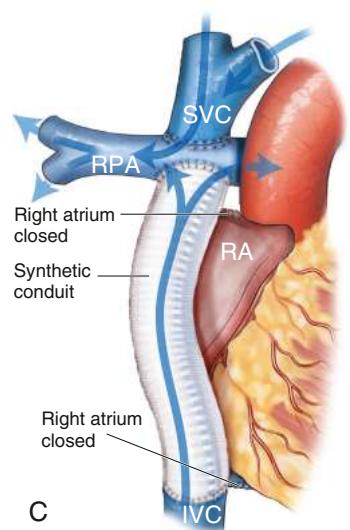 SVC
RPA
Right atrium
closed
RA
Synthetic
conduit
Right atrium
closed
C
IVC